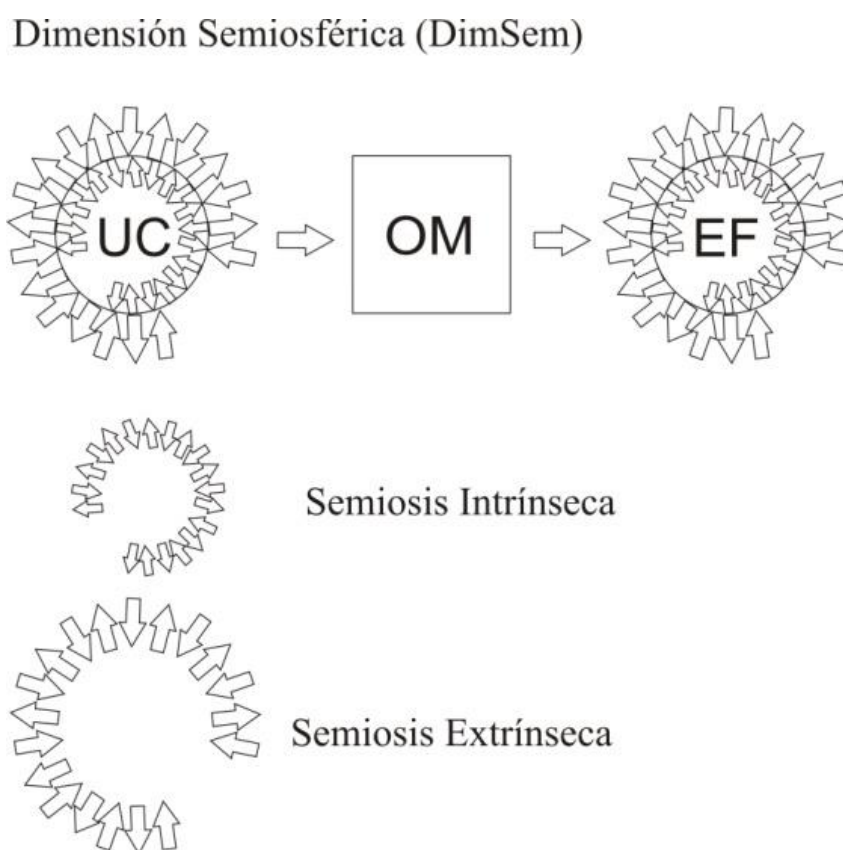 Dimensión Semiosférica (DimSem)
UC
OM
EF
Semiosis Intrínseca
Semiosis Extrínseca